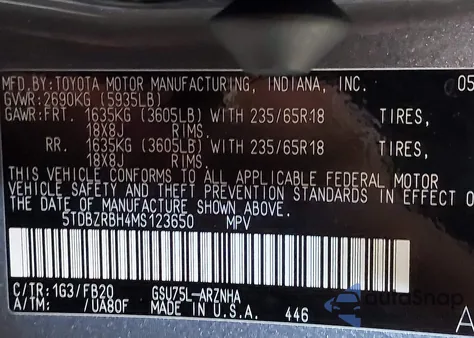 MFD.BY:TOYOTA MOTOR MANUFACTURING, INDIANA, INC. 05
GVWR:2690KG (5935LB)
GAWR:FRT. 1635KG (3605LB) WITH 235/65R18 TIRES,
18X8J RIMS.
RR. 1635KG (3605LB) WITH 235/65R18 TIRES,
18X8J RIMS.
THIS VEHICLE CONFORMS TO ALL APPLICABLE FEDERAL MOTOR
VEHICLE SAFETY AND THEFT PREVENTION STANDARDS IN EFFECT O
THE DATE OF MANUFACTURE SHOWN ABOVE.
5TDBZRBH4MS123650 MPV
C/TR:1G3/FB20 GSU75L-ARZNHA
A/TM: /UA80F MADE IN U.S.A. 446 A
autoSnap